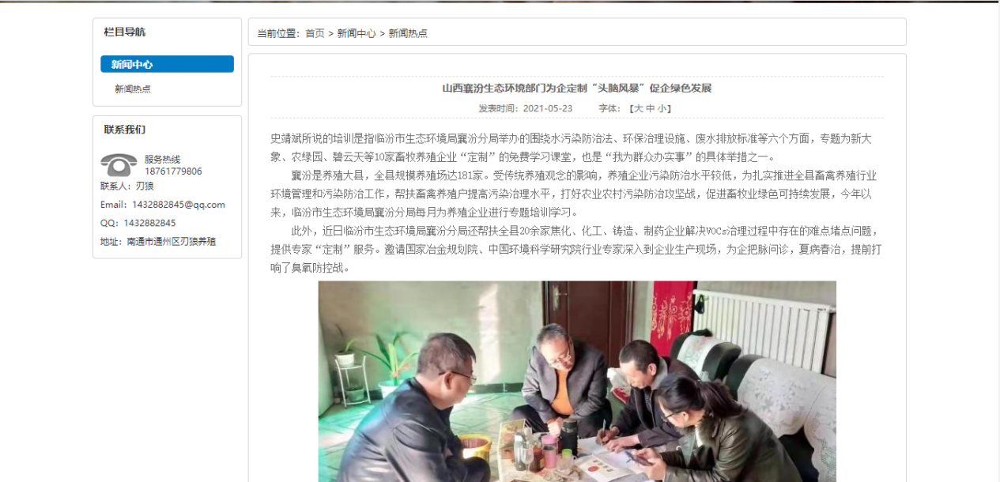 栏目导航
新闻中心
新闻热点
联系我们
服务热线
18761779806
联系人：刃狼
Email：1432882845@qq.com
QQ：1432882845
地址：南通市通州区刃狼养殖
当前位置：首页 > 新闻中心 > 新闻热点
山西襄汾生态环境部门为企定制“头脑风暴”促企绿色发展
发表时间：2021-05-23 字体：【大 中 小】
史靖斌所说的培训是指临汾市生态环境局襄汾分局举办的围绕水污染防治法、环保治理设施、废水排放标准等六个方面，专题为新大
象、农绿园、碧云天等10家畜牧养殖企业“定制”的免费学习课堂，也是“我为群众办实事”的具体举措之一。
襄汾是养殖大县，全县规模养殖场达181家。受传统养殖观念的影响，养殖企业污染防治水平较低，为扎实推进全县畜禽养殖行业
环境管理和污染防治工作，帮扶畜禽养殖户提高污染治理水平，打好农业农村污染防治攻坚战，促进畜牧业绿色可持续发展，今年以
来，临汾市生态环境局襄汾分局每月为养殖企业进行专题培训学习。
此外，近日临汾市生态环境局襄汾分局还帮扶全县20余家焦化、化工、铸造、制药企业解决VOCs治理过程中存在的难点堵点问题，
提供专家“定制”服务。邀请国家冶金规划院、中国环境科学研究院行业专家深入到企业生产现场，为企把脉问诊，夏病春治，提前打
响了臭氧防控战。